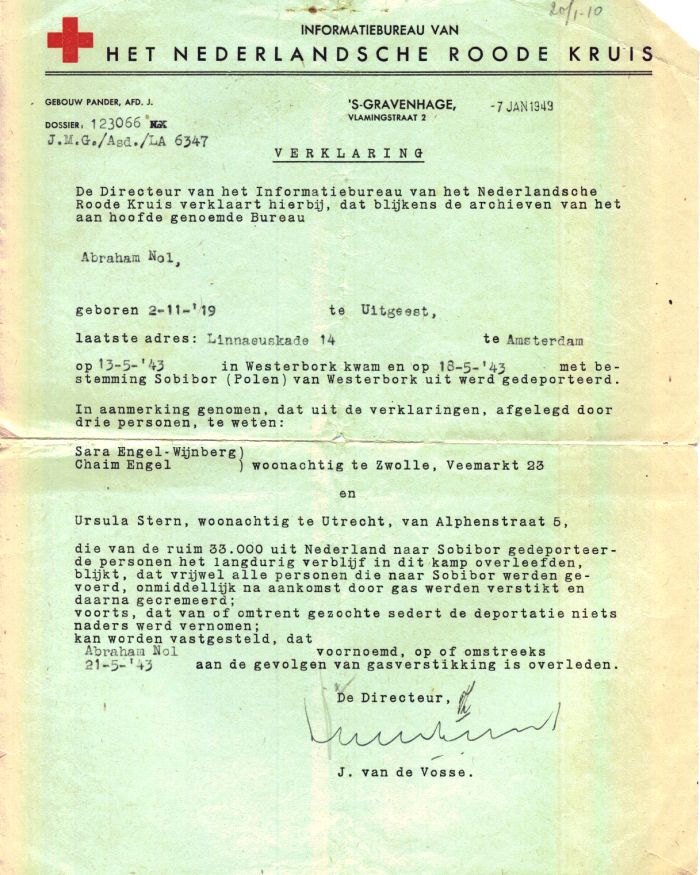 20/1-10
INFORMATIEBUREAU VAN
HET NEDERLANDSCHE ROODE KRUIS
GEBOUW PANDER, AFD. J.
'S-GRAVENHAGE, -7 JAN 1949
VLAMINGSTRAAT 2
DOSSIER: 123066
J.M.G./Asd./LA 6347
VERKLARING
De Directeur van het Informatiebureau van het Nederlandsche
Roode Kruis verklaart hierbij, dat blijkens de archieven van het
aan hoofde genoemde Bureau
Abraham Nol,
geboren 2-11-'19 te Uitgeest,
laatste adres: Linnaeuskade 14 te Amsterdam
op 13-5-'43 in Westerbork kwam en op 18-5-'43 met be-
stemming Sobibor (Polen) van Westerbork uit werd gedeporteerd.
In aanmerking genomen, dat uit de verklaringen, afgelegd door
drie personen, te weten:
Sara Engel-Wijnberg)
Chaim Engel ) woonachtig te Zwolle, Veemarkt 23
en
Ursula Stern, woonachtig te Utrecht, van Alphenstraat 5,
die van de ruim 33.000 uit Nederland naar Sobibor gedeporteer-
de personen het langdurig verblijf in dit kamp overleefden,
blijkt, dat vrijwel alle personen die naar Sobibor werden ge-
voerd, onmiddellijk na aankomst door gas werden verstikt en
daarna gecremeerd;
voorts, dat van of omtrent gezochte sedert de deportatie niets
naders werd vernomen;
kan worden vastgesteld, dat
Abraham Nol voornoemd, op of omstreeks
21-5-'43 aan de gevolgen van gasverstikking is overleden.
De Directeur,
J. van de Vosse.